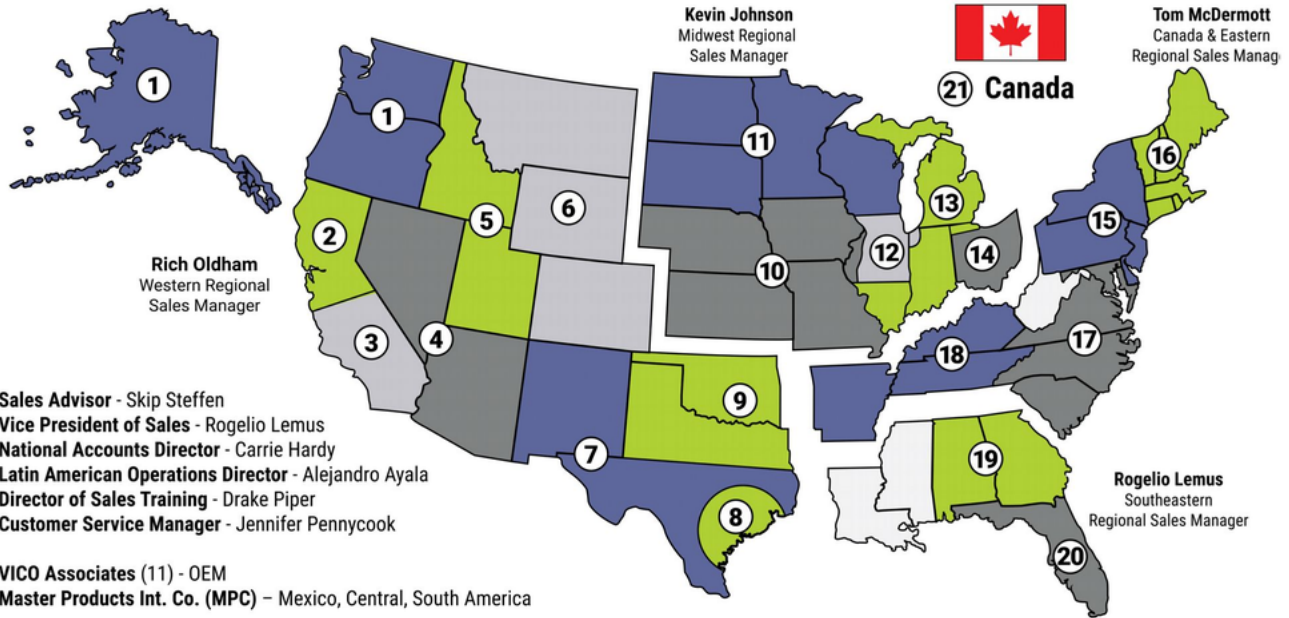 Kevin Johnson
Midwest Regional
Sales Manager
Tom McDermott
Canada & Eastern
Regional Sales Manag
21 Canada
1
1
2
3
4
5
6
7
8
9
10
11
12
13
14
15
16
17
18
19
20
Rich Oldham
Western Regional
Sales Manager
Sales Advisor - Skip Steffen
Vice President of Sales - Rogelio Lemus
National Accounts Director - Carrie Hardy
Latin American Operations Director - Alejandro Ayala
Director of Sales Training - Drake Piper
Customer Service Manager - Jennifer Pennycook
VICO Associates (11) - OEM
Master Products Int. Co. (MPC) – Mexico, Central, South America
Rogelio Lemus
Southeastern
Regional Sales Manager